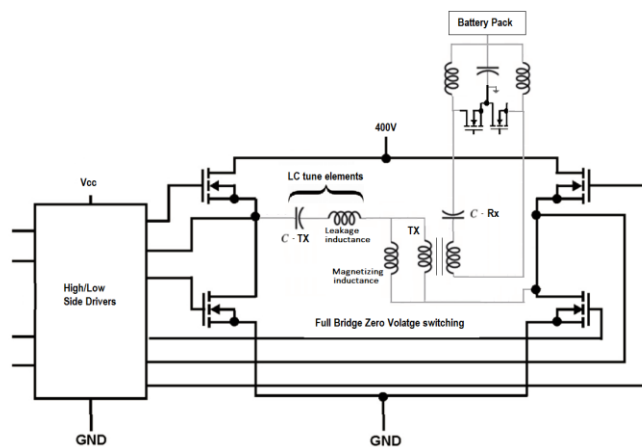 Battery Pack
400V
Vcc
LC tune elements
C - TX
Leakage
inductance
TX
C - Rx
Magnetizing
inductance
High/Low
Side Drivers
Full Bridge Zero Volatge switching
GND
GND